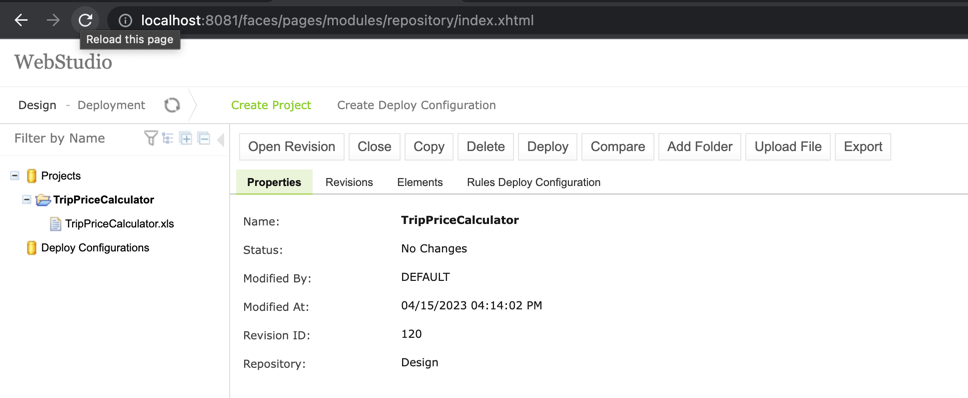 localhost:8081/faces/pages/modules/repository/index.xhtml
Reload this page
WebStudio
Design - Deployment Create Project Create Deploy Configuration
Filter by Name
Open Revision Close Copy Delete Deploy Compare Add Folder Upload File Export
Projects
TripPriceCalculator
TripPriceCalculator.xls
Deploy Configurations
Properties Revisions Elements Rules Deploy Configuration
Name: TripPriceCalculator
Status: No Changes
Modified By: DEFAULT
Modified At: 04/15/2023 04:14:02 PM
Revision ID: 120
Repository: Design